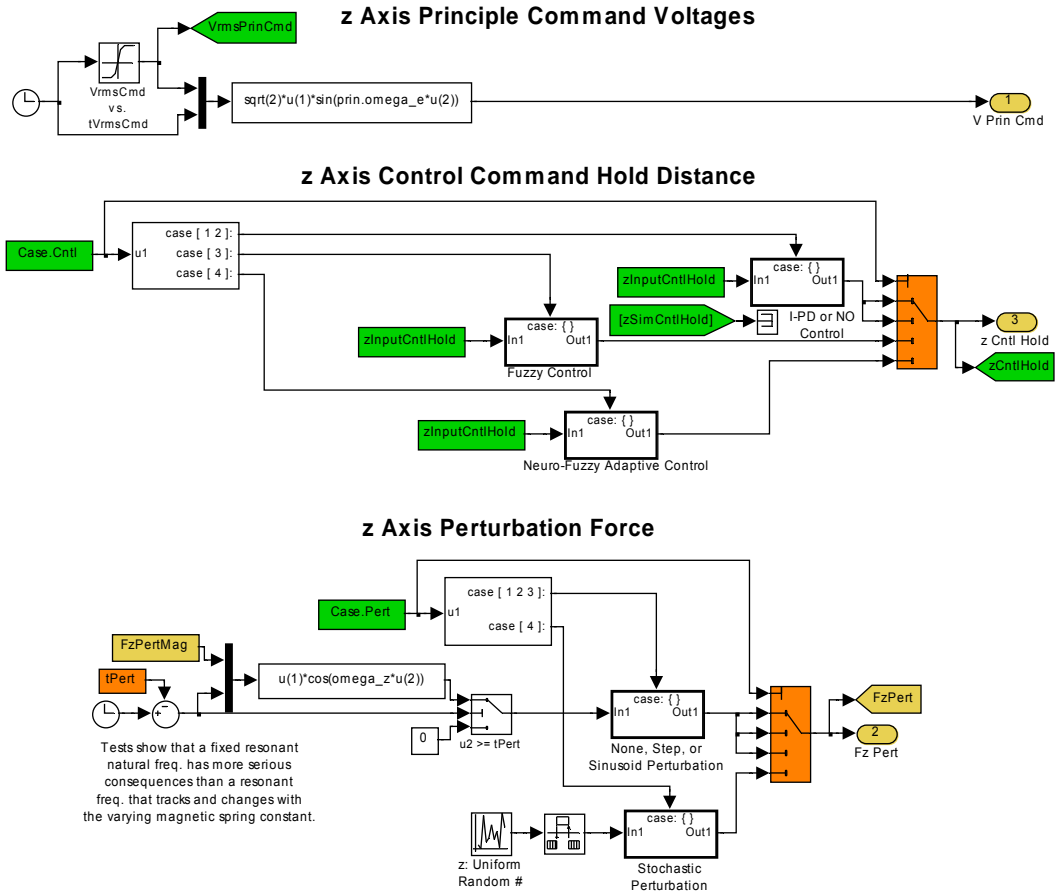 z Axis Principle Command Voltages
VrmsPrinCmd
VrmsCmd
vs.
tVrmsCmd
sqrt(2)*u(1)*sin(prin.omega_e*u(2))
1
V Prin Cmd
z Axis Control Command Hold Distance
Case.Cntl
u1
case [ 1 2 ]:
case [ 3 ]:
case [ 4 ]:
zInputCntlHold
case: { }
In1
Out1
I-PD or NO
Control
[zSimCntlHold]
zInputCntlHold
case: { }
In1
Out1
Fuzzy Control
3
z Cntl Hold
zCntlHold
zInputCntlHold
case: { }
In1
Out1
Neuro-Fuzzy Adaptive Control
z Axis Perturbation Force
Case.Pert
u1
case [ 1 2 3 ]:
case [ 4 ]:
FzPertMag
tPert
u(1)*cos(omega_z*u(2))
0
u2 >= tPert
case: { }
In1
Out1
None, Step, or
Sinusoid Perturbation
FzPert
2
Fz Pert
Tests show that a fixed resonant
natural freq. has more serious
consequences than a resonant
freq. that tracks and changes with
the varying magnetic spring constant.
z: Uniform
Random #
case: { }
In1
Out1
Stochastic
Perturbation